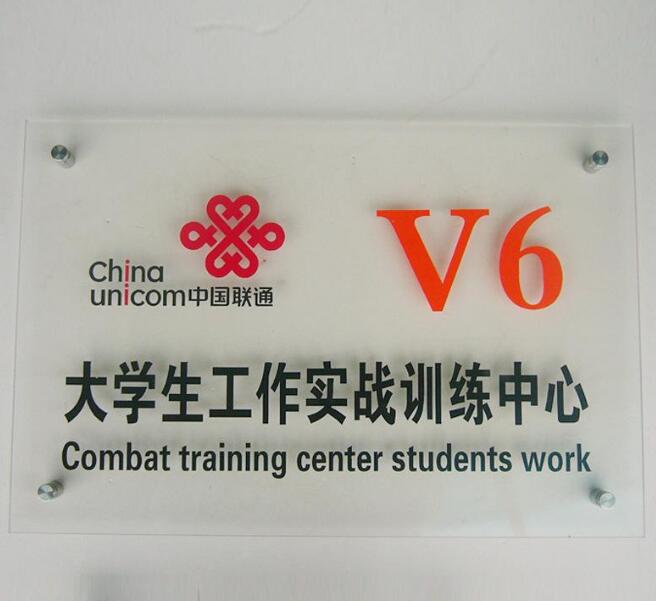 China
unicom中国联通
V6
大学生工作实战训练中心
Combat training center students work